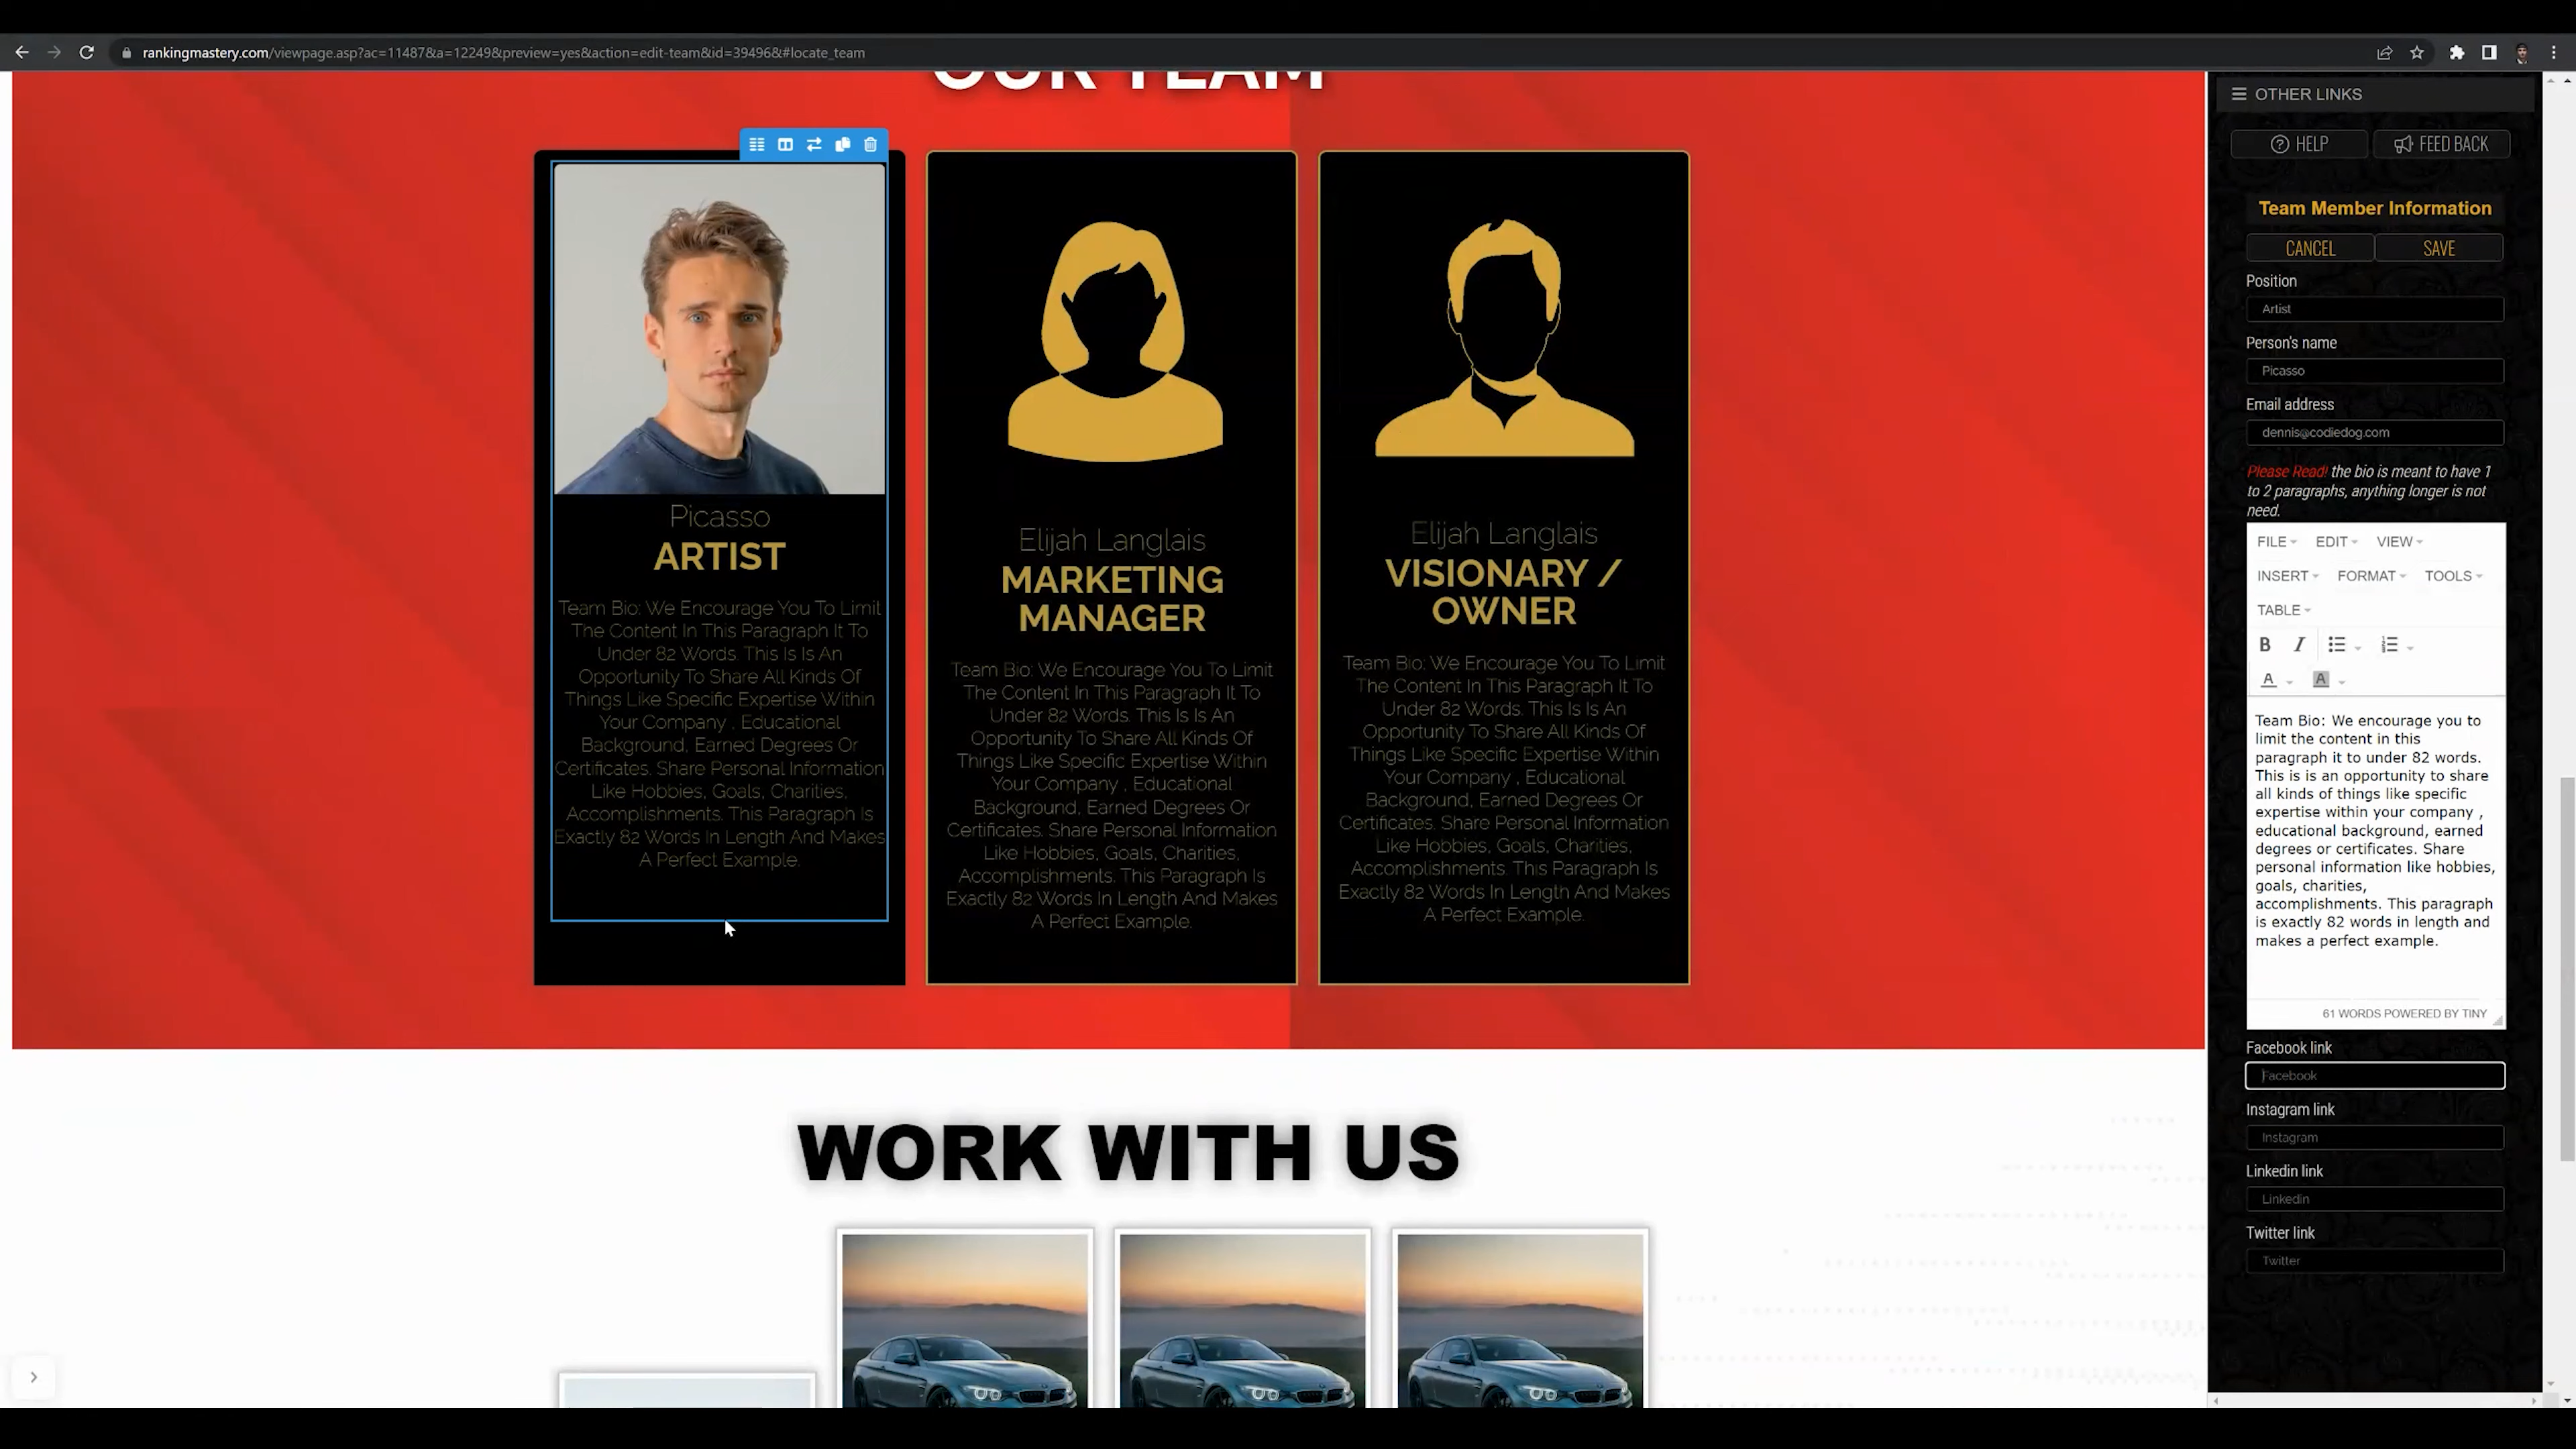 rankingmastery.com/viewpage.asp?ac=11487&a=12249&preview=yes&action=edit-team&id=39496&#locate_team
OUR TEAM
Picasso
ARTIST
Team Bio: We Encourage You To Limit
The Content In This Paragraph It To
Under 82 Words. This Is Is An
Opportunity To Share All Kinds Of
Things Like Specific Expertise Within
Your Company , Educational
Background, Earned Degrees Or
Certificates. Share Personal Information
Like Hobbies, Goals, Charities,
Accomplishments. This Paragraph Is
Exactly 82 Words In Length And Makes
A Perfect Example.
Elijah Langlais
MARKETING
MANAGER
Team Bio: We Encourage You To Limit
The Content In This Paragraph It To
Under 82 Words. This Is Is An
Opportunity To Share All Kinds Of
Things Like Specific Expertise Within
Your Company , Educational
Background, Earned Degrees Or
Certificates. Share Personal Information
Like Hobbies, Goals, Charities,
Accomplishments. This Paragraph Is
Exactly 82 Words In Length And Makes
A Perfect Example.
Elijah Langlais
VISIONARY /
OWNER
Team Bio: We Encourage You To Limit
The Content In This Paragraph It To
Under 82 Words. This Is Is An
Opportunity To Share All Kinds Of
Things Like Specific Expertise Within
Your Company , Educational
Background, Earned Degrees Or
Certificates. Share Personal Information
Like Hobbies, Goals, Charities,
Accomplishments. This Paragraph Is
Exactly 82 Words In Length And Makes
A Perfect Example.
WORK WITH US
OTHER LINKS
HELP FEED BACK
Team Member Information
CANCEL SAVE
Position
Artist
Person's name
Picasso
Email address
dennis@codiedog.com
Please Read! the bio is meant to have 1
to 2 paragraphs, anything longer is not
need.
FILE EDIT VIEW
INSERT FORMAT TOOLS
TABLE
B I
A A
Team Bio: We encourage you to
limit the content in this
paragraph it to under 82 words.
This is is an opportunity to share
all kinds of things like specific
expertise within your company ,
educational background, earned
degrees or certificates. Share
personal information like hobbies,
goals, charities,
accomplishments. This paragraph
is exactly 82 words in length and
makes a perfect example.
61 WORDS POWERED BY TINY
Facebook link
Facebook
Instagram link
Instagram
Linkedin link
Linkedin
Twitter link
Twitter